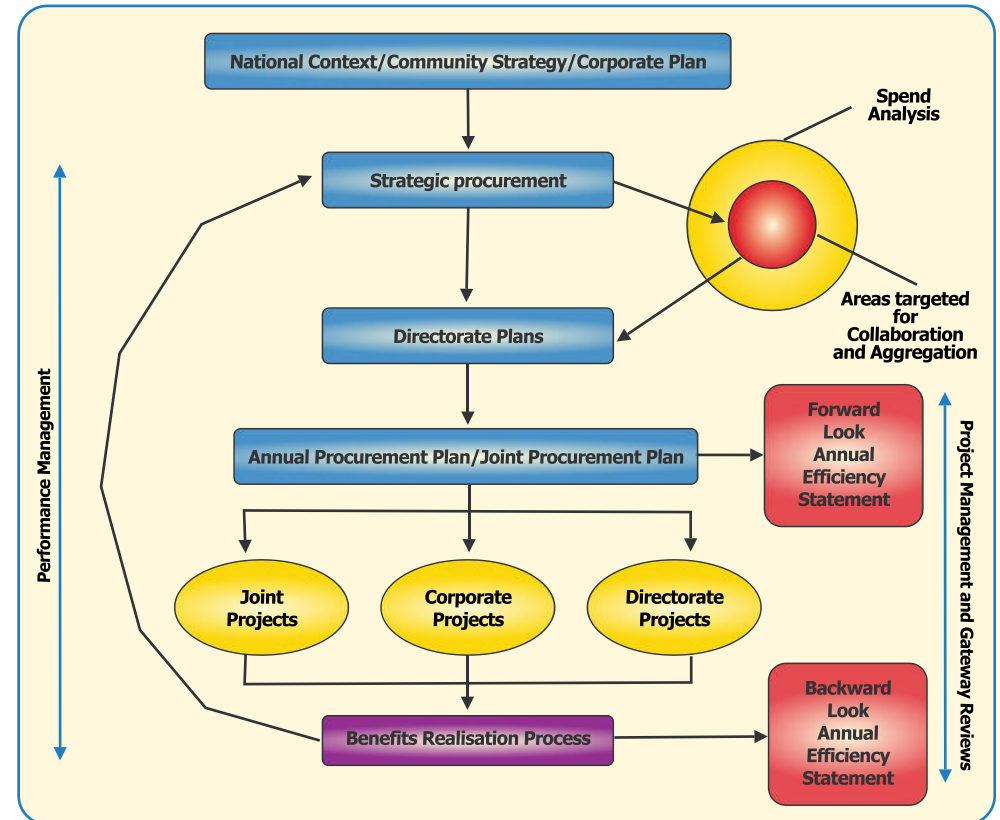 National Context/Community Strategy/Corporate Plan
Spend
Analysis
Strategic procurement
Areas targeted
for
Collaboration
and Aggregation
Directorate Plans
Performance Management
Annual Procurement Plan/Joint Procurement Plan
Forward
Look
Annual
Efficiency
Statement
Project Management and Gateway Reviews
Joint
Projects
Corporate
Projects
Directorate
Projects
Benefits Realisation Process
Backward
Look
Annual
Efficiency
Statement